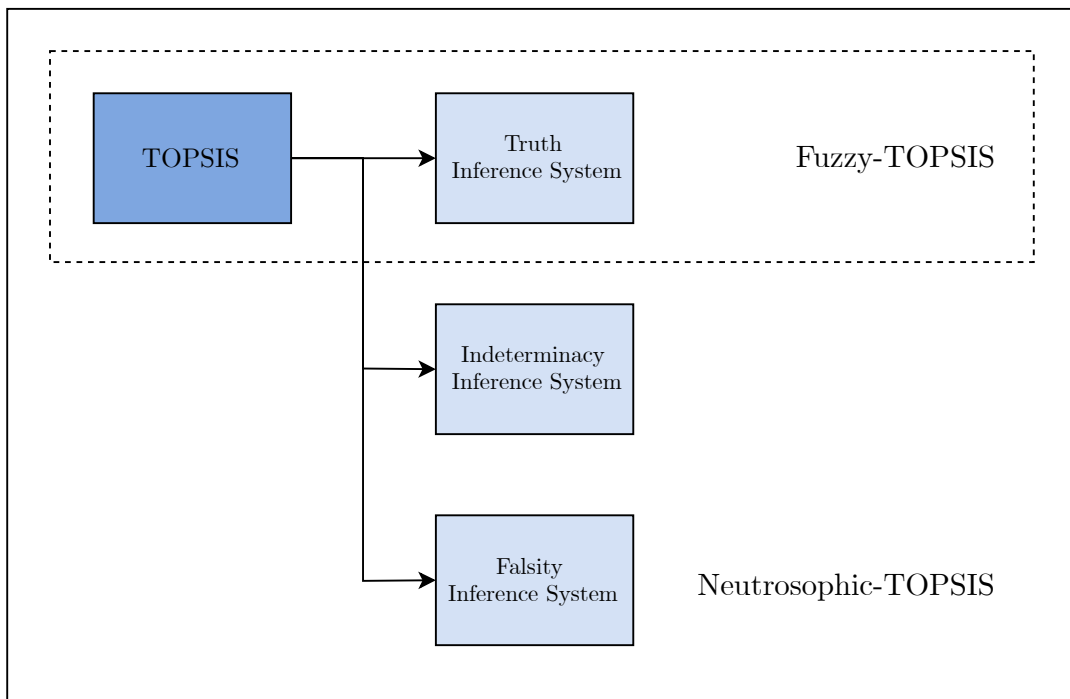 TOPSIS
Truth
Inference System
Fuzzy-TOPSIS
Indeterminacy
Inference System
Falsity
Inference System
Neutrosophic-TOPSIS